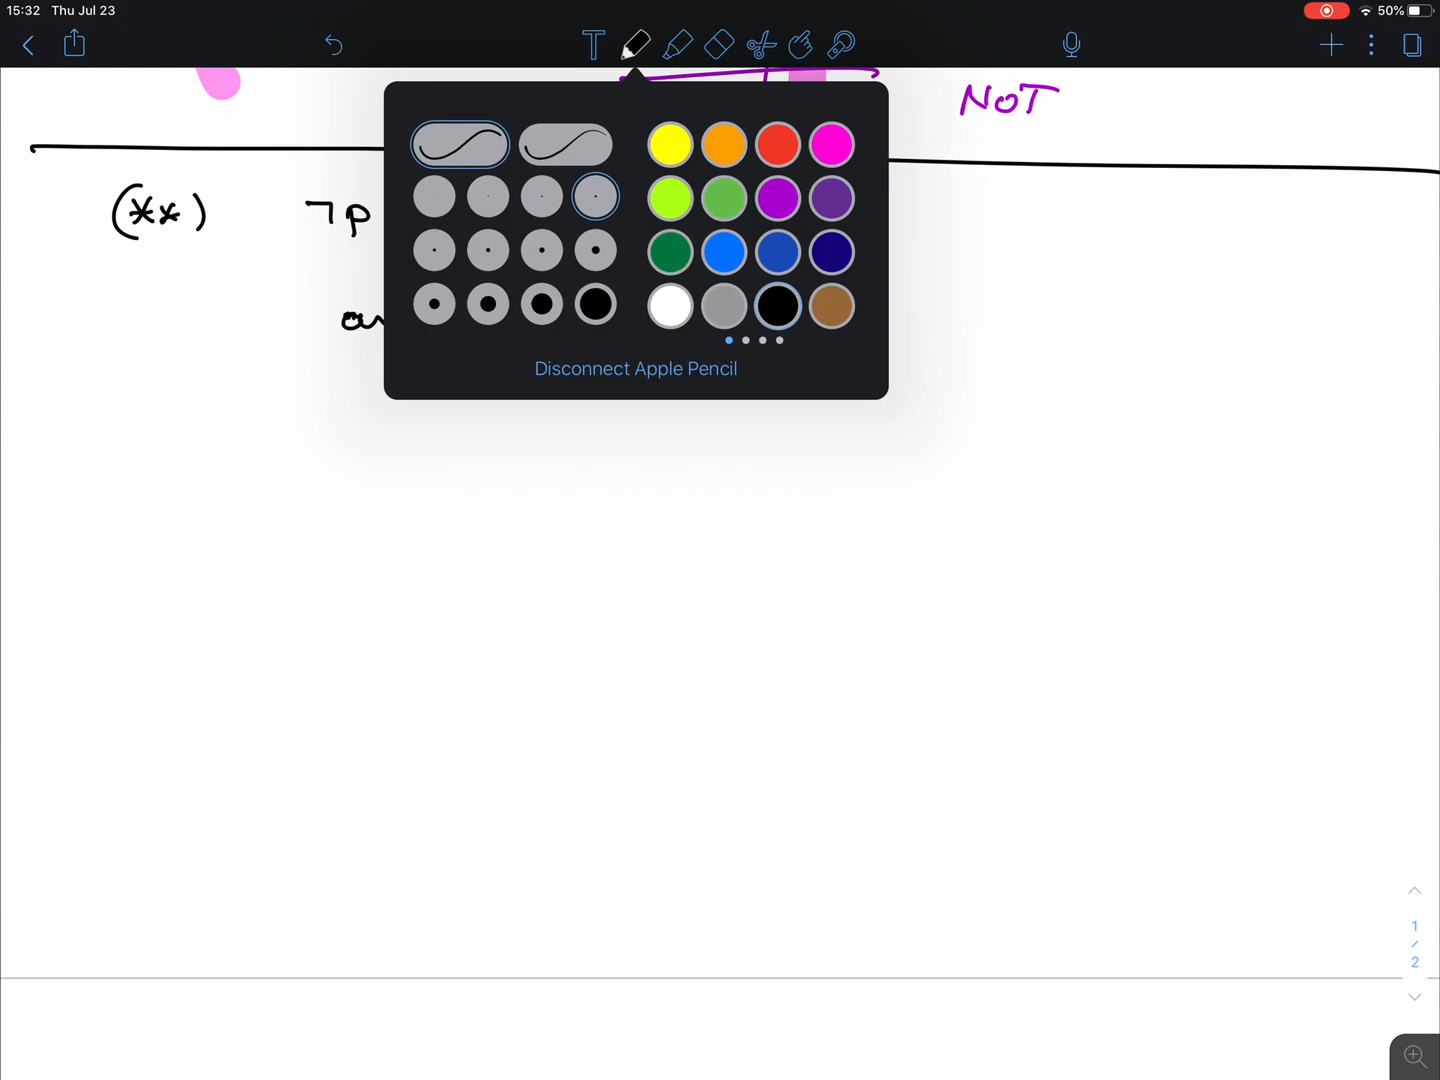 15:32 Thu Jul 23
50%
T
NOT
(**) ¬p
Disconnect Apple Pencil
1
/
2